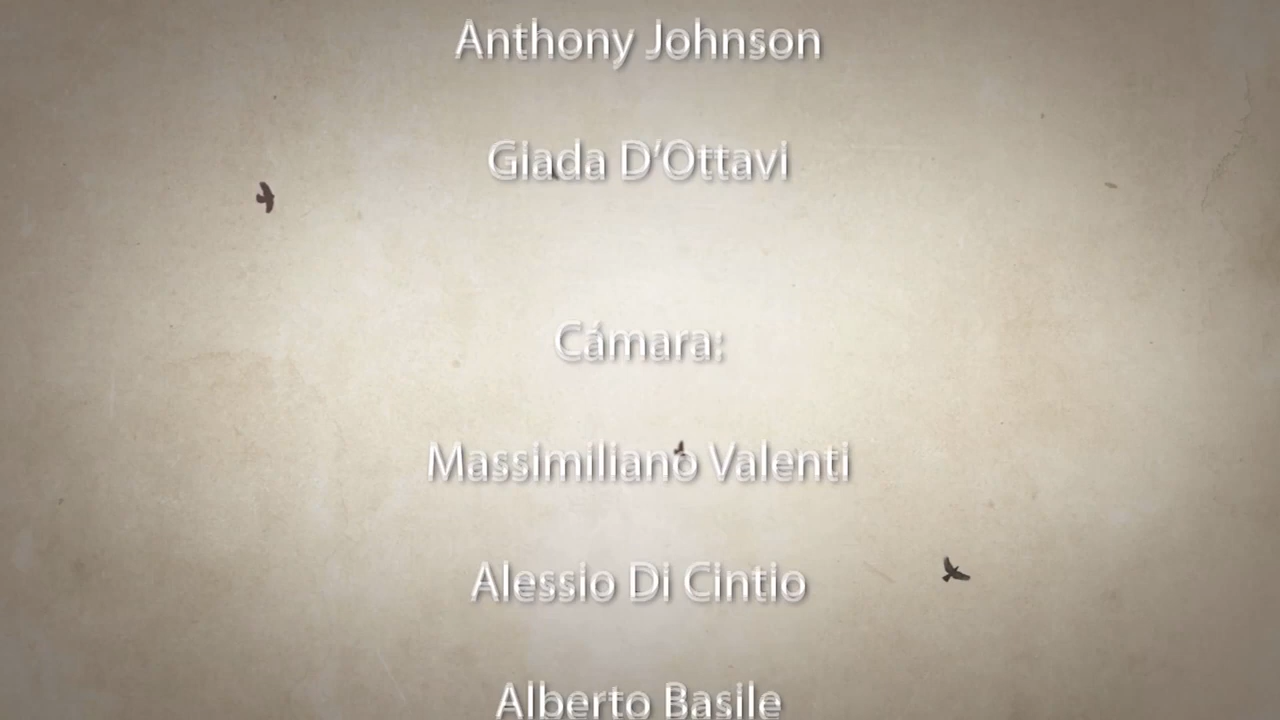 Anthony Johnson
Giada D’Ottavi
Cámara:
Massimiliano Valenti
Alessio Di Cintio
Alberto Basile